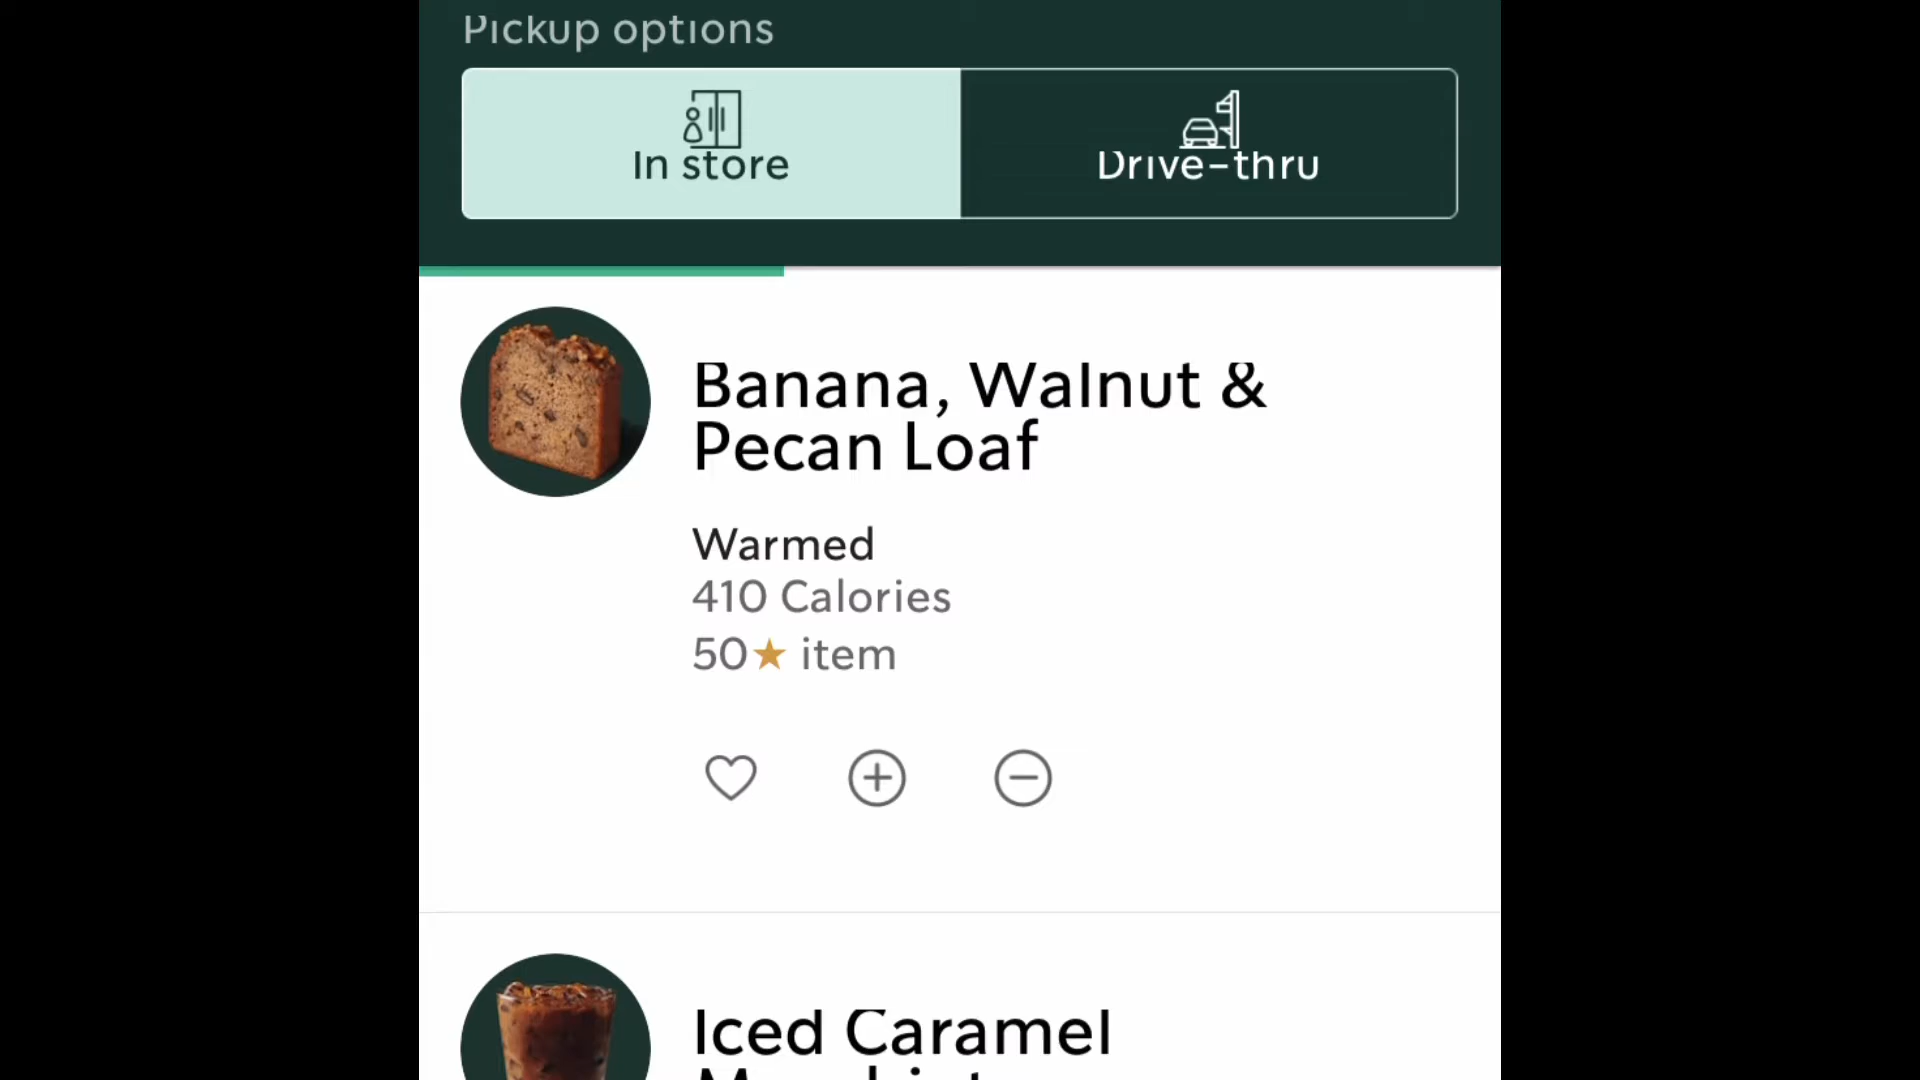 Pickup options
In store
Drive-thru
Banana, Walnut &
Pecan Loaf
Warmed
410 Calories
50★ item
Iced Caramel